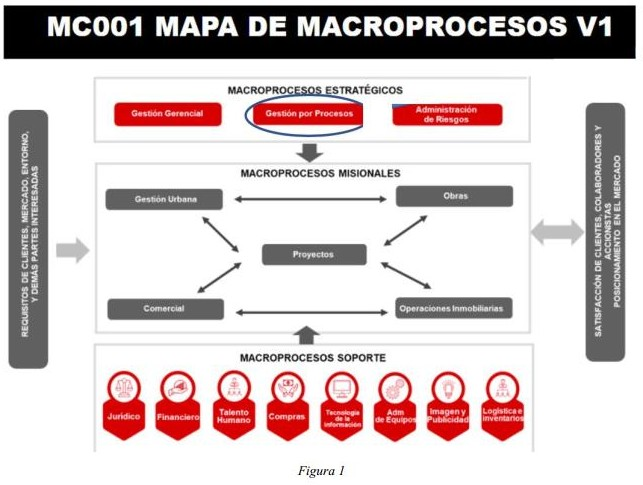 MC001 MAPA DE MACROPROCESOS V1
MACROPROCESOS ESTRATÉGICOS
Gestión Gerencial
Gestión por Procesos
Administración
de Riesgos
REQUISITOS DE CLIENTES, MERCADO, ENTORNO,
Y DEMÁS PARTES INTERESADAS
MACROPROCESOS MISIONALES
Gestión Urbana
Obras
Proyectos
Comercial
Operaciones Inmobiliarias
SATISFACCIÓN DE CLIENTES, COLABORADORES Y
ACCIONISTAS
POSICIONAMIENTO EN EL MERCADO
MACROPROCESOS SOPORTE
Jurídico
Financiero
Talento
Humano
Compras
Tecnología
de la
información
Adm
de Equipos
Imagen y
Publicidad
Logística e
inventarios
Figura 1